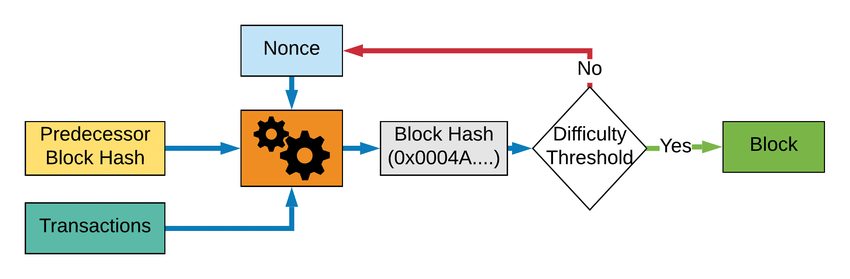 Nonce
No
Predecessor
Block Hash
Block Hash
(0x0004A....)
Difficulty
Threshold
Yes
Block
Transactions